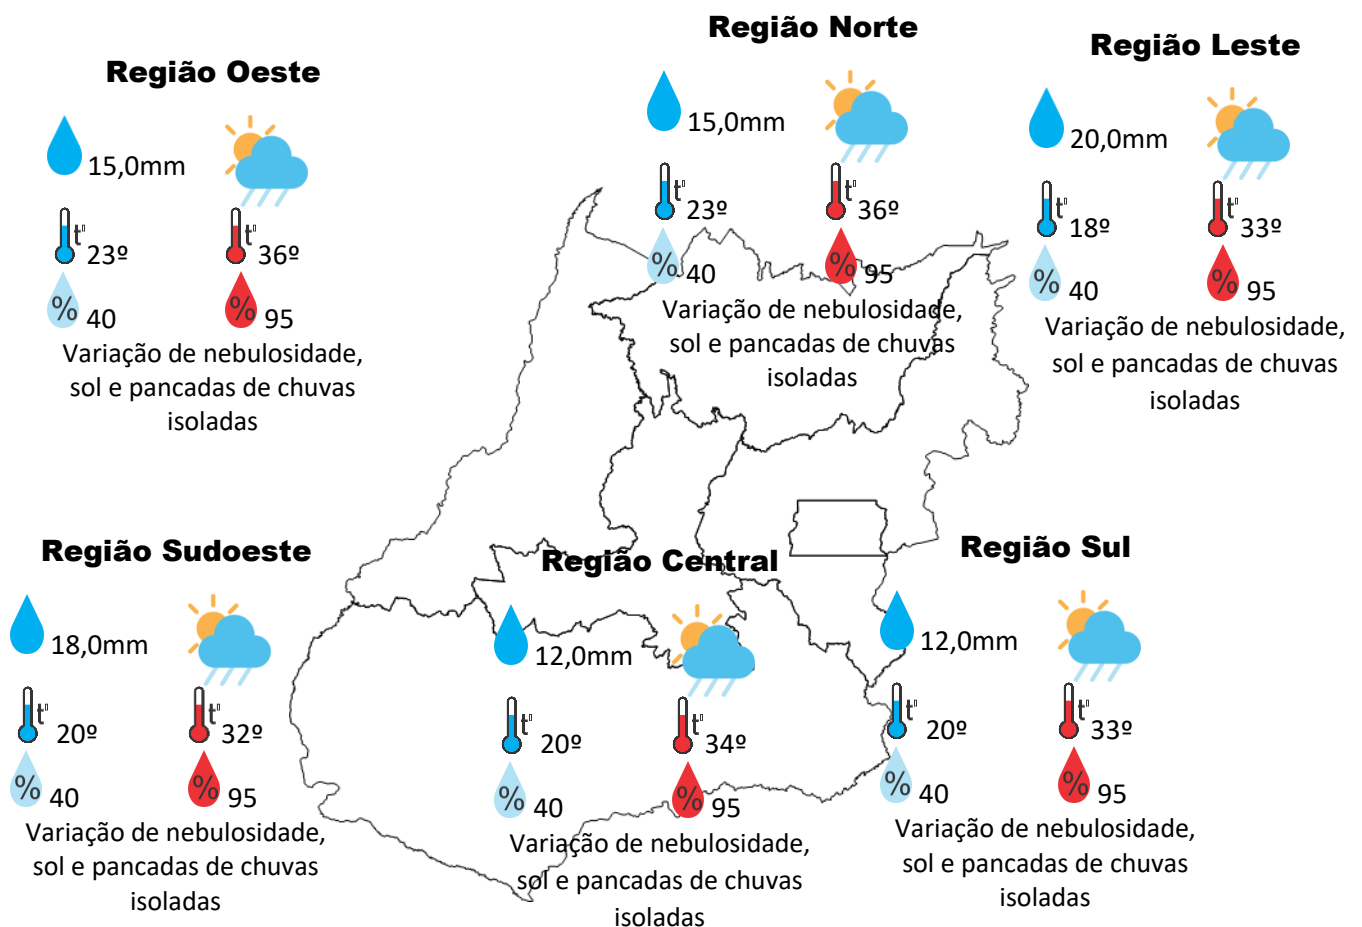 Região Norte
15,0mm
t°
23º
t°
36º
% 40
% 95
Variação de nebulosidade,
sol e pancadas de chuvas
isoladas
Região Leste
20,0mm
t°
18º
t°
33º
% 40
% 95
Variação de nebulosidade,
sol e pancadas de chuvas
isoladas
Região Oeste
15,0mm
t°
23º
t°
36º
% 40
% 95
Variação de nebulosidade,
sol e pancadas de chuvas
isoladas
Região Sudoeste
18,0mm
t°
20º
t°
32º
% 40
% 95
Variação de nebulosidade,
sol e pancadas de chuvas
isoladas
Região Central
12,0mm
t°
20º
t°
34º
% 40
% 95
Variação de nebulosidade,
sol e pancadas de chuvas
isoladas
Região Sul
12,0mm
t°
20º
t°
33º
% 40
% 95
Variação de nebulosidade,
sol e pancadas de chuvas
isoladas